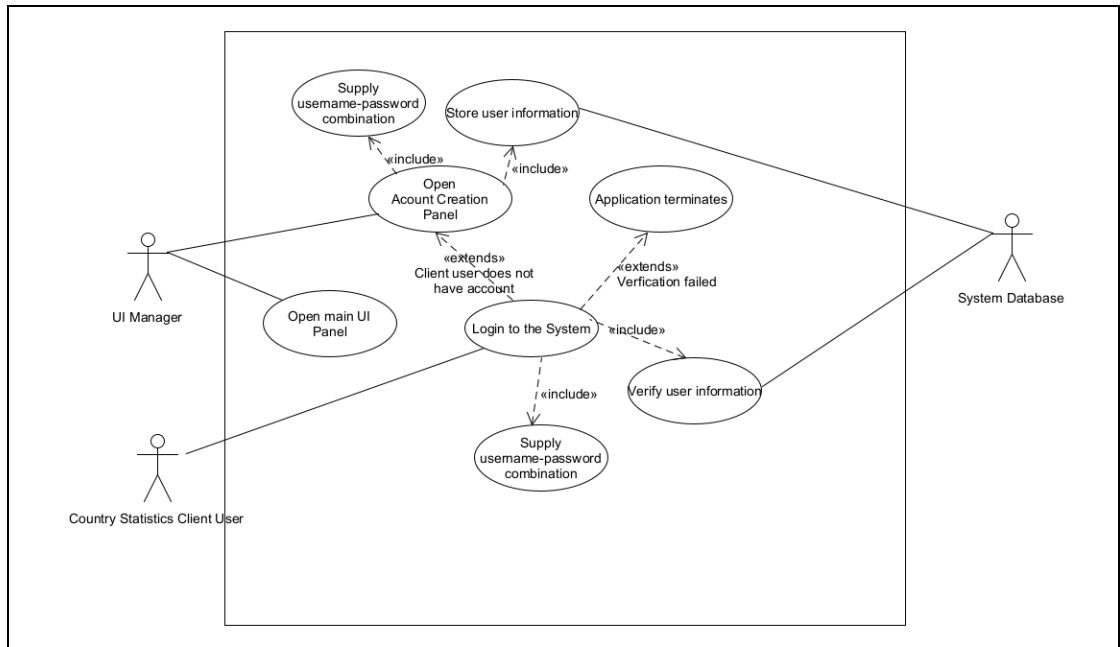 Supply
username-password
combination
Store user information
«include»
«include»
Open
Acount Creation
Panel
Application terminates
«extends»
Client user does not
have account
«extends»
Verfication failed
UI Manager
System Database
Open main UI
Panel
Login to the System
«include»
Verify user information
«include»
Supply
username-password
combination
Country Statistics Client User